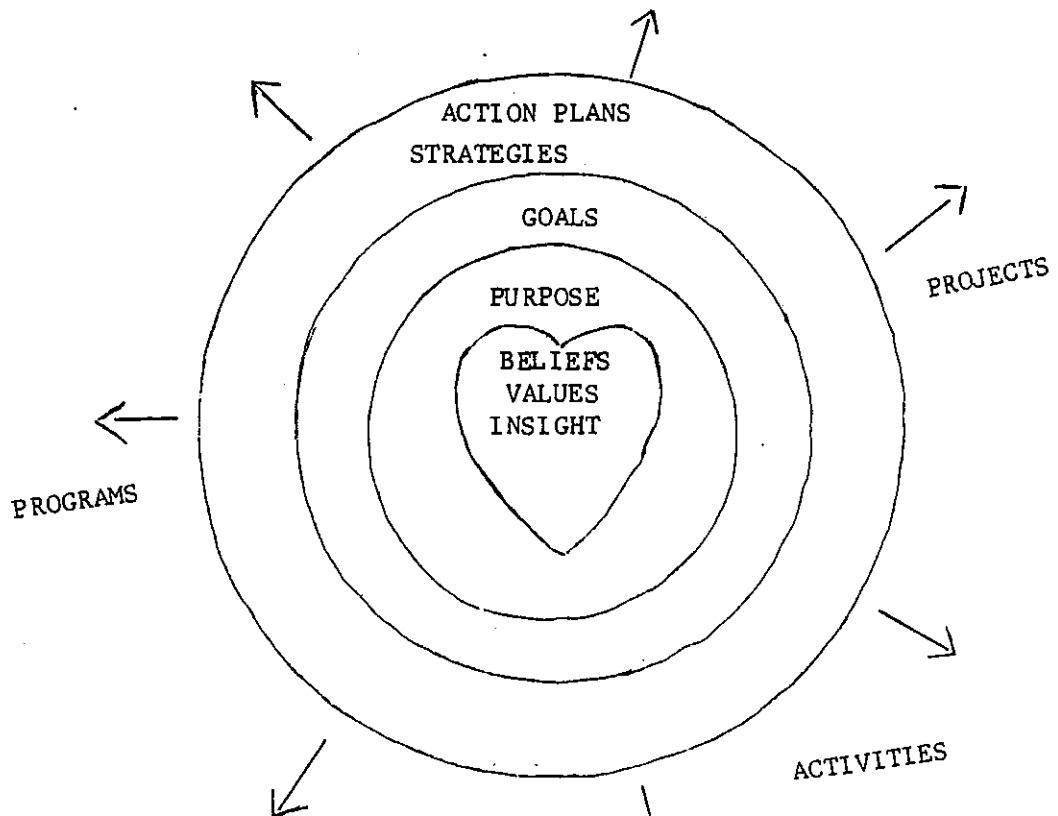 ACTION PLANS
STRATEGIES
GOALS
PURPOSE
BELIEFS
VALUES
INSIGHT
PROJECTS
PROGRAMS
ACTIVITIES